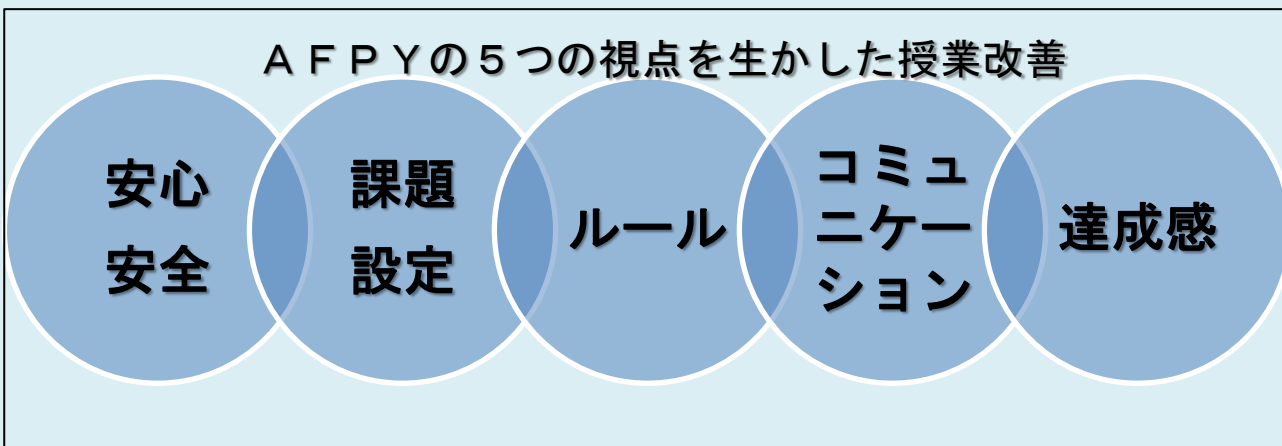 ＡＦＰＹの５つの視点を生かした授業改善
安心
安全
課題
設定
ルール
コミュ
ニケー
ション
達成感